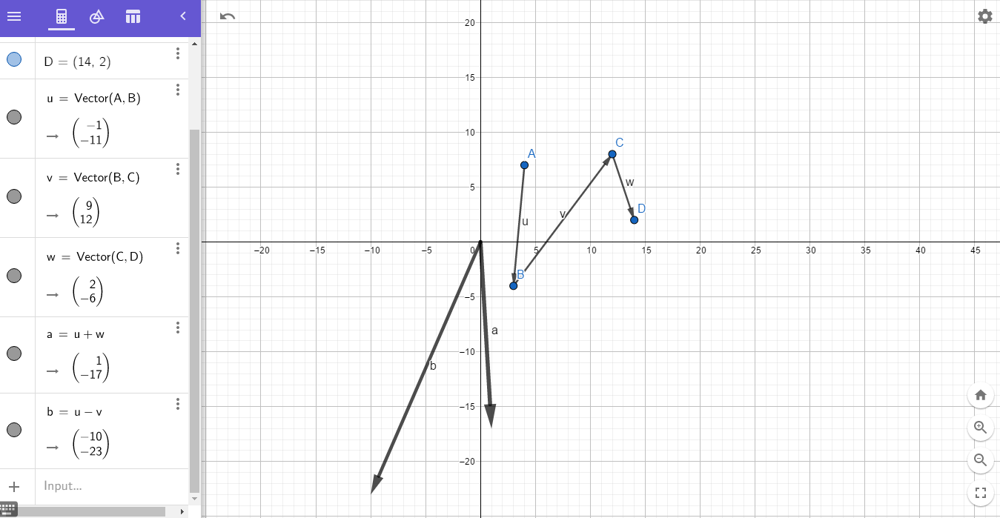 D = (14, 2)
u = Vector(A, B)
→ (−1
−11)
v = Vector(B, C)
→ (9
12)
w = Vector(C, D)
→ (2
−6)
a = u + w
→ (1
−17)
b = u − v
→ (−10
−23)
+ Input...
20
15
10
5
−20 −15 −10 −5 0 5 10 15 20 25 30 35 40 45
−5
−10
−15
−20
A
C
w
D
v
u
B
a
b